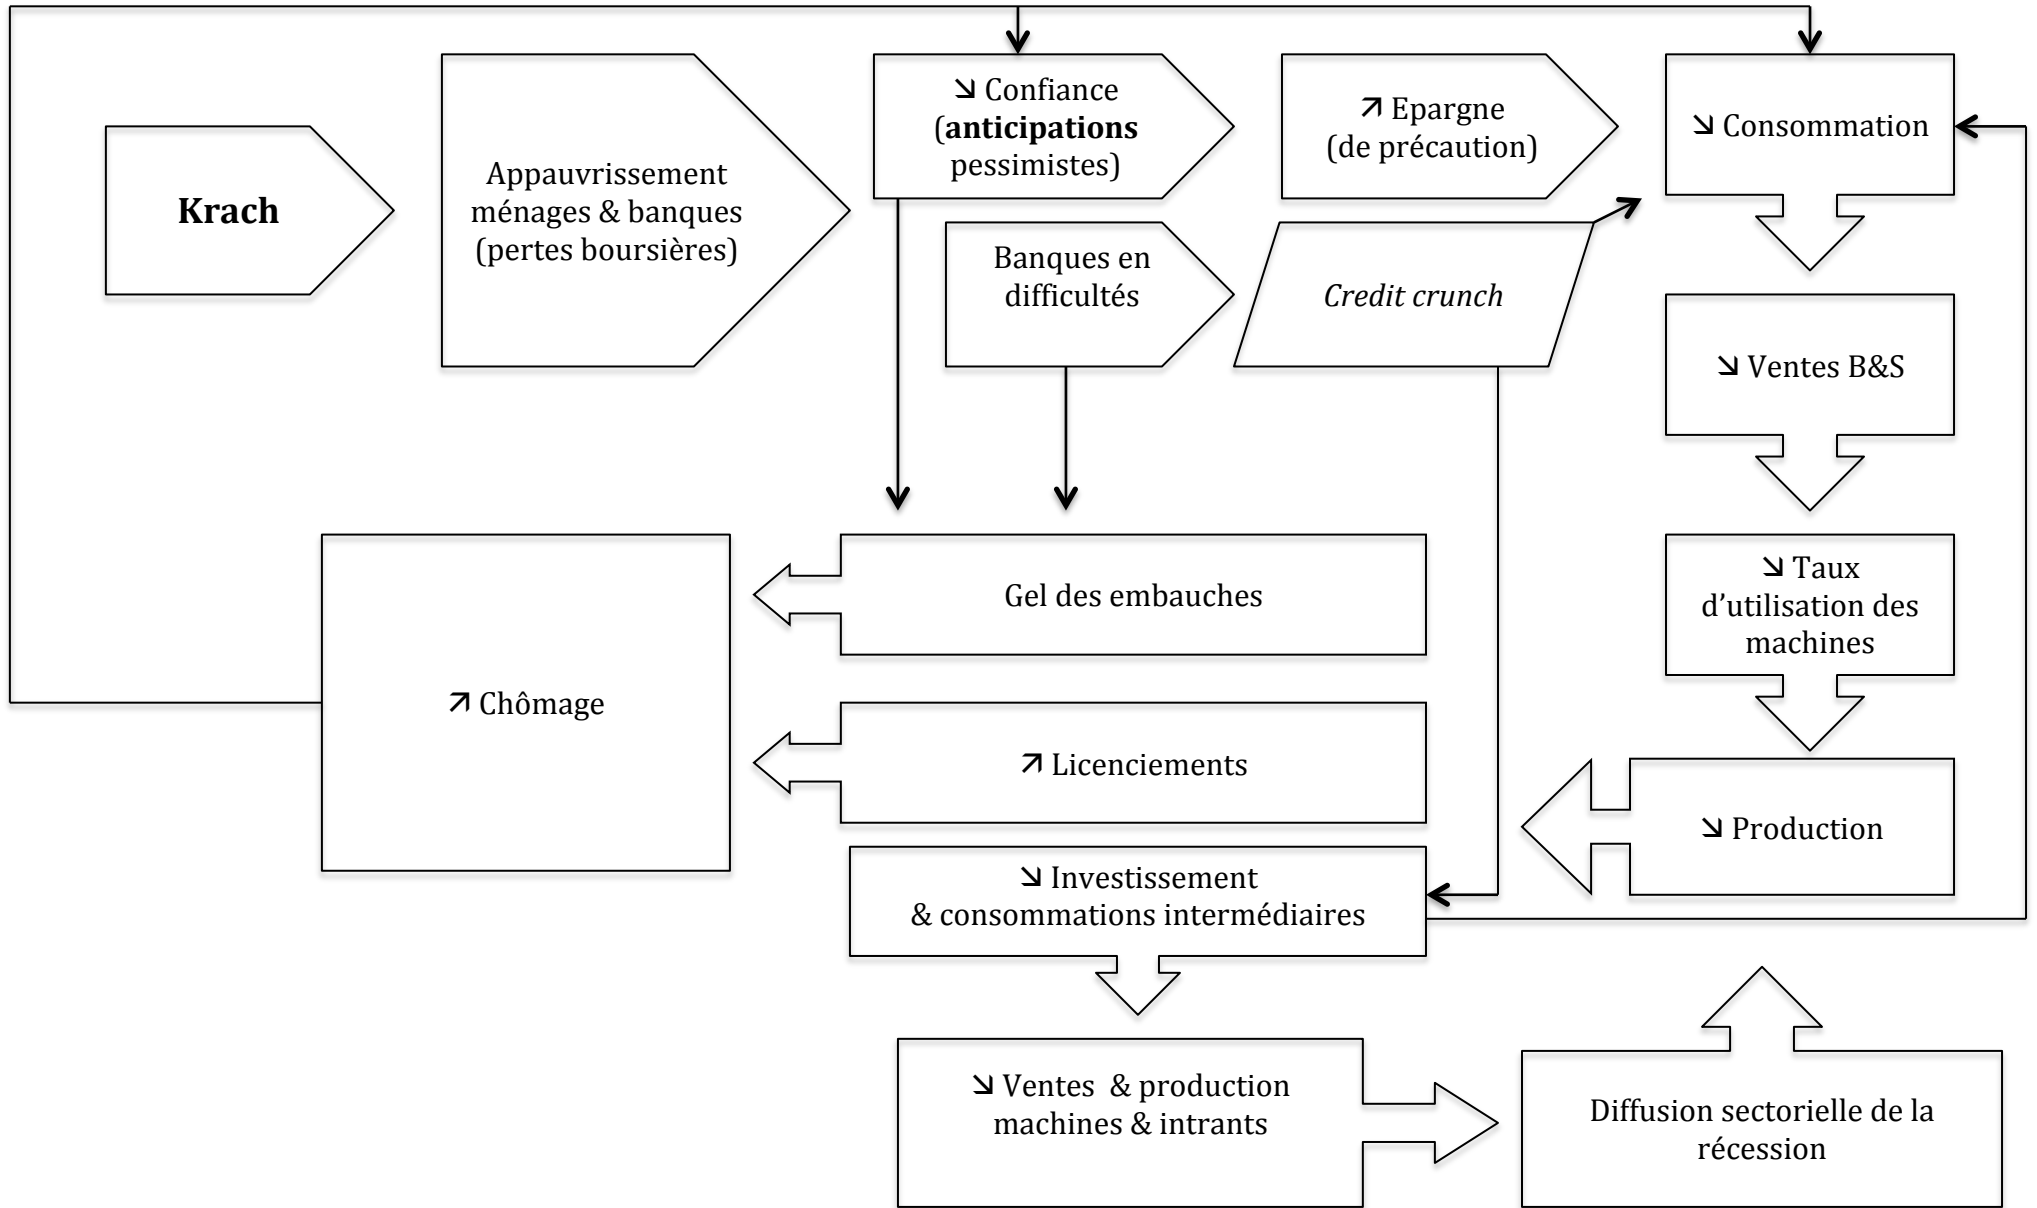 Krach
Appauvrissement
ménages & banques
(pertes boursières)
↘ Confiance
(anticipations
pessimistes)
↗ Epargne
(de précaution)
↘ Consommation
Banques en
difficultés
Credit crunch
↘ Ventes B&S
↘ Taux
d’utilisation des
machines
Gel des embauches
↗ Chômage
↗ Licenciements
↘ Production
↘ Investissement
& consommations intermédiaires
↘ Ventes & production
machines & intrants
Diffusion sectorielle de la
récession